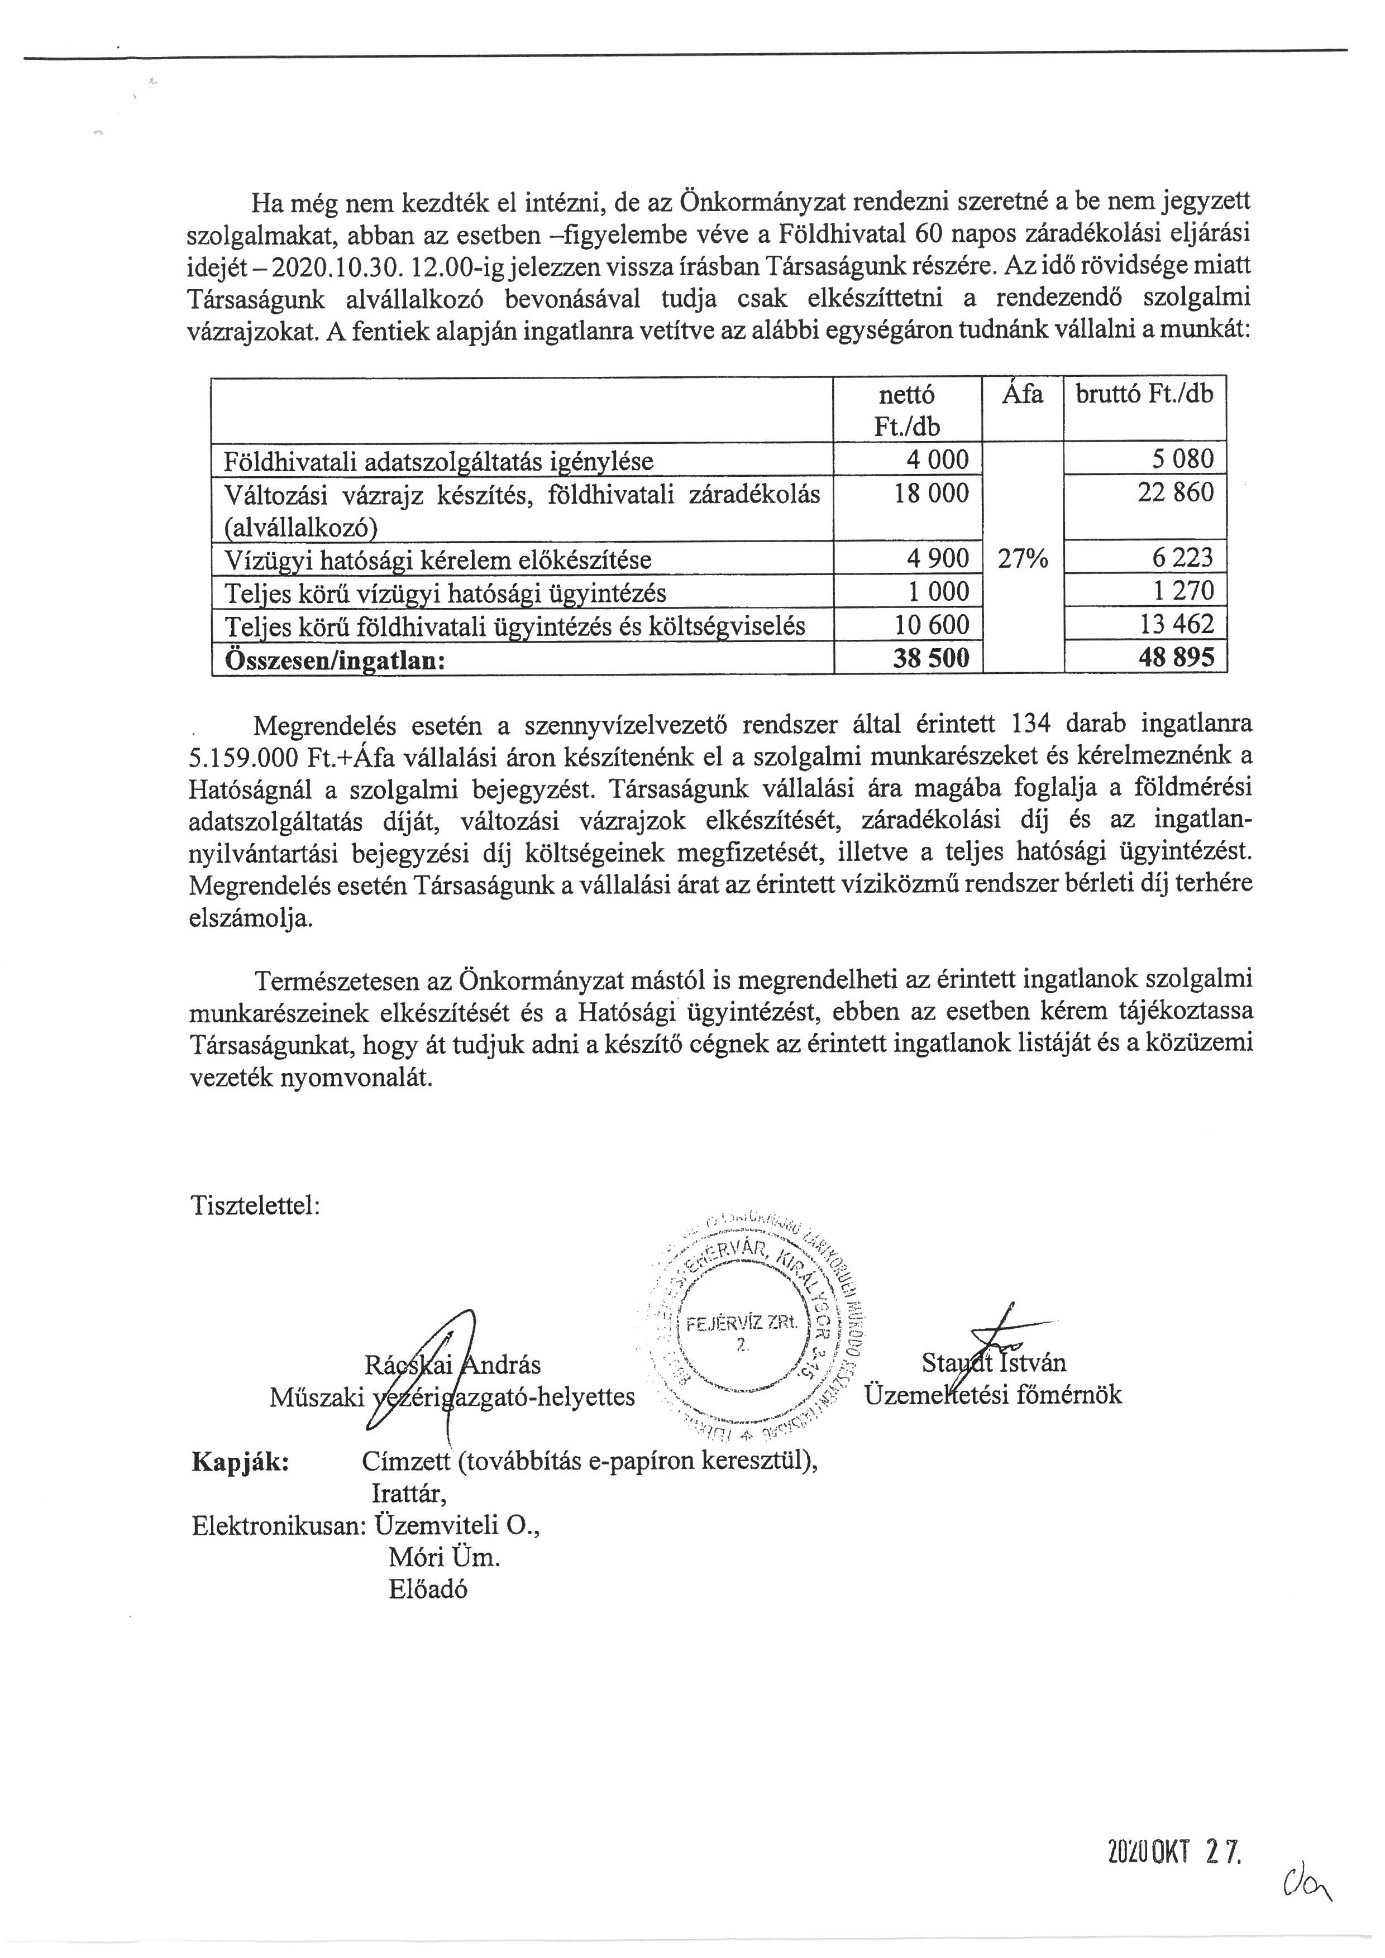 Ha még nem kezdték el intézni, de az Önkormányzat rendezni szeretné a be nem jegyzett
szolgalmakat, abban az esetben –figyelembe véve a Földhivatal 60 napos záradékolási eljárási
idejét – 2020.10.30. 12.00-ig jelezzen vissza írásban Társaságunk részére. Az idő rövidsége miatt
Társaságunk alvállalkozó bevonásával tudja csak elkészíttetni a rendezendő szolgalmi
vázrajzokat. A fentiek alapján ingatlanra vetítve az alábbi egységáron tudnánk vállalni a munkát:
nettó Áfa bruttó Ft./db
Ft./db
Földhivatali adatszolgáltatás igénylése 4 000 5 080
Változási vázrajz készítés, földhivatali záradékolás 18 000 22 860
(alvállalkozó)
Vízügyi hatósági kérelem előkészítése 4 900 27% 6 223
Teljes körű vízügyi hatósági ügyintézés 1 000 1 270
Teljes körű földhivatali ügyintézés és költségviselés 10 600 13 462
Összesen/ingatlan: 38 500 48 895
Megrendelés esetén a szennyvízelvezető rendszer által érintett 134 darab ingatlanra
5.159.000 Ft.+Áfa vállalási áron készítenénk el a szolgalmi munkarészeket és kérelmeznénk a
Hatóságnál a szolgalmi bejegyzést. Társaságunk vállalási ára magába foglalja a földmérési
adatszolgáltatás díját, változási vázrajzok elkészítését, záradékolási díj és az ingatlan-
nyilvántartási bejegyzési díj költségeinek megfizetését, illetve a teljes hatósági ügyintézést.
Megrendelés esetén Társaságunk a vállalási árat az érintett víziközmű rendszer bérleti díj terhére
elszámolja.
Természetesen az Önkormányzat mástól is megrendelheti az érintett ingatlanok szolgalmi
munkarészeinek elkészítését és a Hatósági ügyintézést, ebben az esetben kérem tájékoztassa
Társaságunkat, hogy át tudjuk adni a készítő cégnek az érintett ingatlanok listáját és a közüzemi
vezeték nyomvonalát.
Tisztelettel:
ZÁRTKÖRŰEN MŰKÖDŐ RÉSZVÉNYTÁRSASÁG
SZÉKESFEHÉRVÁR, KIRÁLYSOR 3-15.
FEJÉRVÍZ ZRt.
2.
Rácskai András Staudt István
Műszaki vezérigazgató-helyettes Üzemeltetési főmérnök
Kapják: Címzett (továbbítás e-papíron keresztül),
Irattár,
Elektronikusan: Üzemviteli O.,
Móri Üm.
Előadó
2020 OKT 27.